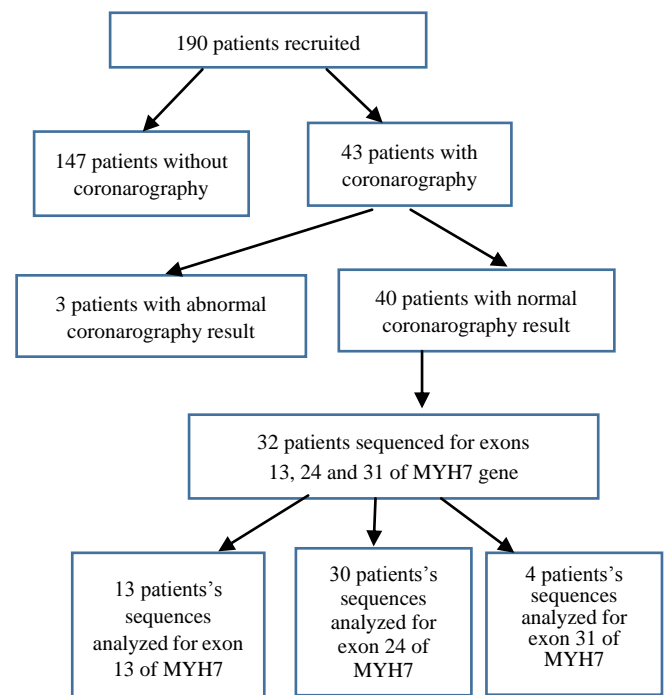 190 patients recruited
147 patients without
coronarography
43 patients with
coronarography
3 patients with abnormal
coronarography result
40 patients with normal
coronarography result
32 patients sequenced for exons
13, 24 and 31 of MYH7 gene
13 patients's
sequences
analyzed for exon
13 of MYH7
30 patients's
sequences
analyzed for
exon 24 of
MYH7
4 patients's
sequences
analyzed for
exon 31 of
MYH7